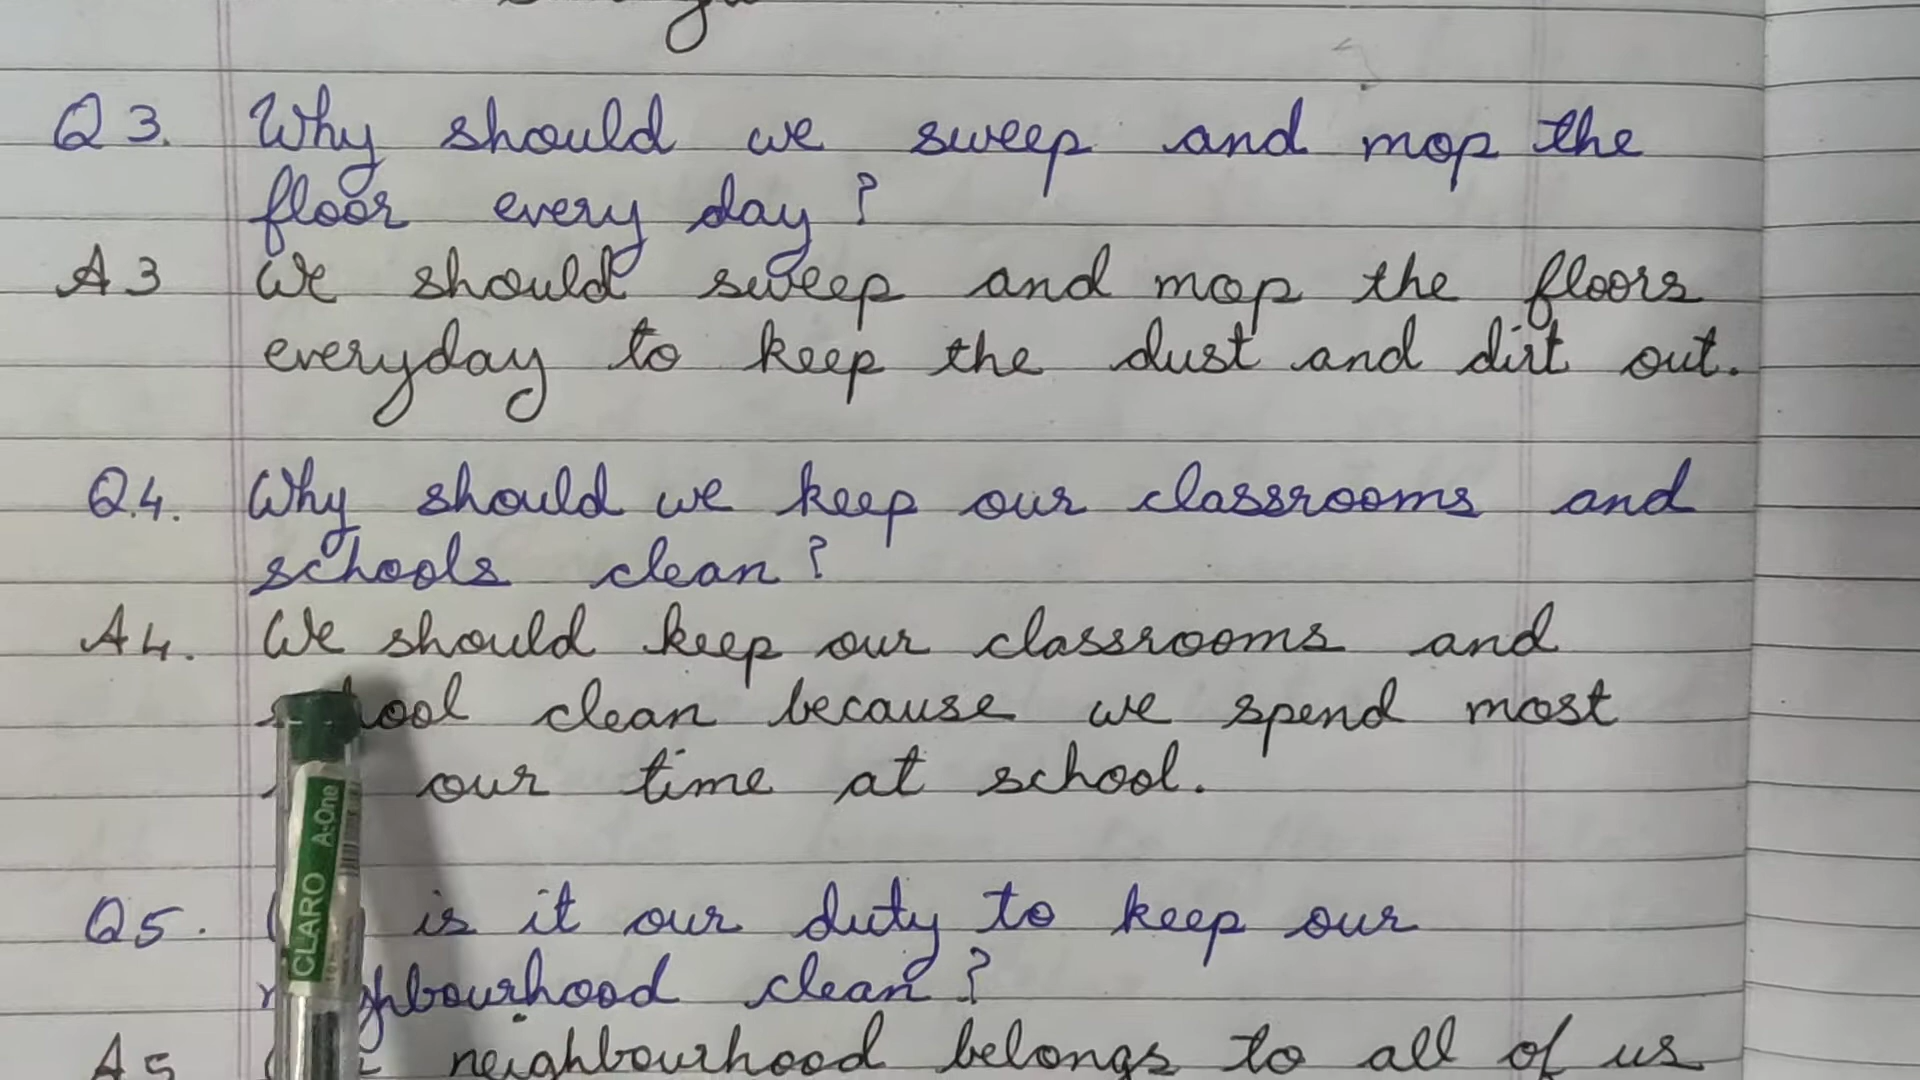 Q3. Why should we sweep and mop the
floor every day?
A3 We should sweep and mop the floors
everyday to keep the dust and dirt out.
Q.4. Why should we keep our classrooms and
schools clean?
A4. We should keep our classrooms and
school clean because we spend most
our time at school.
Q5. is it our duty to keep our
neighbourhood clean?
A5 neighbourhood belongs to all of us
CLARO A-One